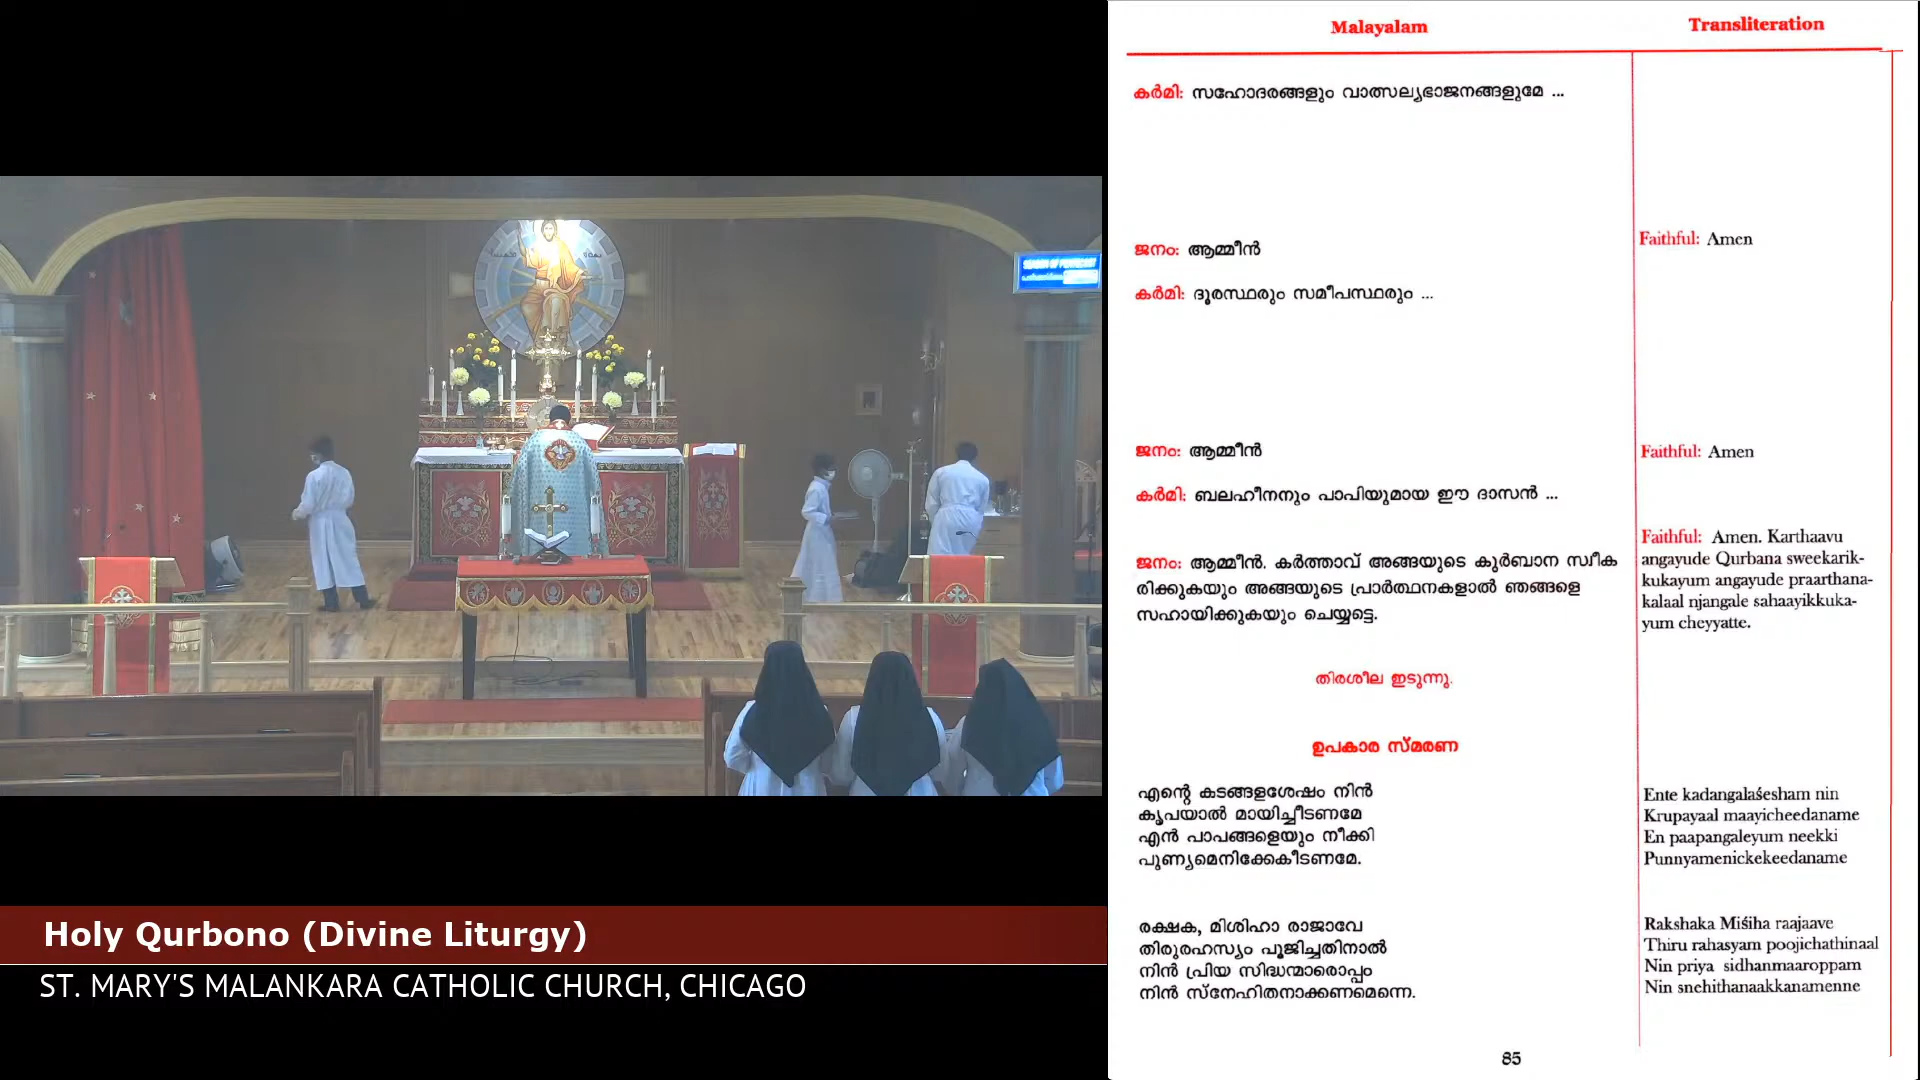 Malayalam
Transliteration
കർമി: സഹോദരങ്ങളും വാത്സല്യഭാജനങ്ങളുമേ ...
ജനം: ആമ്മീൻ
Faithful: Amen
കർമി: ദൂരസ്ഥരും സമീപസ്ഥരും ...
ജനം: ആമ്മീൻ
Faithful: Amen
കർമി: ബലഹീനനും പാപിയുമായ ഈ ദാസൻ ...
ജനം: ആമ്മീൻ. കർത്താവ് അങ്ങയുടെ കുർബാന സ്വീക
രിക്കുകയും അങ്ങയുടെ പ്രാർത്ഥനകളാൽ ഞങ്ങളെ
സഹായിക്കുകയും ചെയ്യട്ടെ.
Faithful: Amen. Karthaavu
angayude Qurbana sweekarik-
kukayum angayude praarthana-
kalaal njangale sahaayikkuka-
yum cheyyatte.
തിരശീല ഇടുന്നു.
ഉപകാര സ്മരണ
എന്റെ കടങ്ങളശേഷം നിൻ
കൃപയാൽ മായിച്ചീടണമേ
എൻ പാപങ്ങളെയും നീക്കി
പുണ്യമെനിക്കേകീടണമേ.
Ente kadangalaśesham nin
Krupayaal maayicheedaname
En paapangaleyum neekki
Punnyamenickekeedaname
രക്ഷക, മിശിഹാ രാജാവേ
തിരുരഹസ്യം പൂജിച്ചതിനാൽ
നിൻ പ്രിയ സിദ്ധന്മാരൊപ്പം
നിൻ സ്നേഹിതനാക്കണമെന്നെ.
Rakshaka Miśiha raajaave
Thiru rahasyam poojichathinaal
Nin priya sidhanmaaroppam
Nin snehithanaakkanamenne
85
Holy Qurbono (Divine Liturgy)
ST. MARY'S MALANKARA CATHOLIC CHURCH, CHICAGO